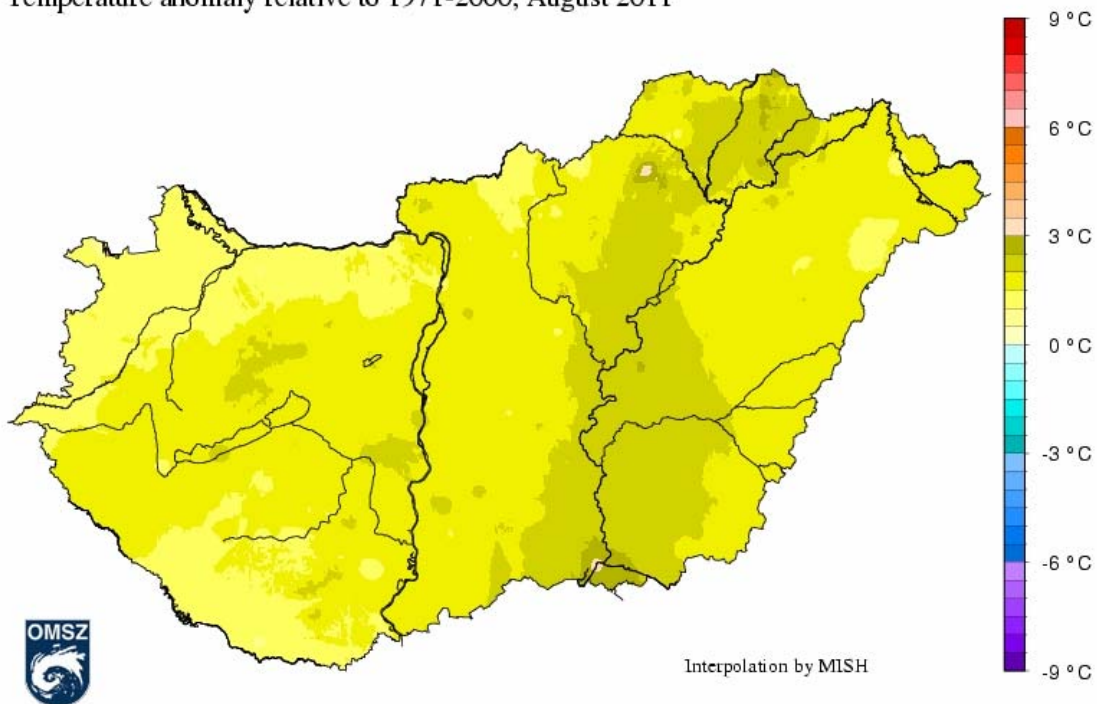 Temperature anomaly relative to 1971-2000, August 2011
9 °C
6 °C
3 °C
0 °C
-3 °C
-6 °C
-9 °C
OMSZ
Interpolation by MISH